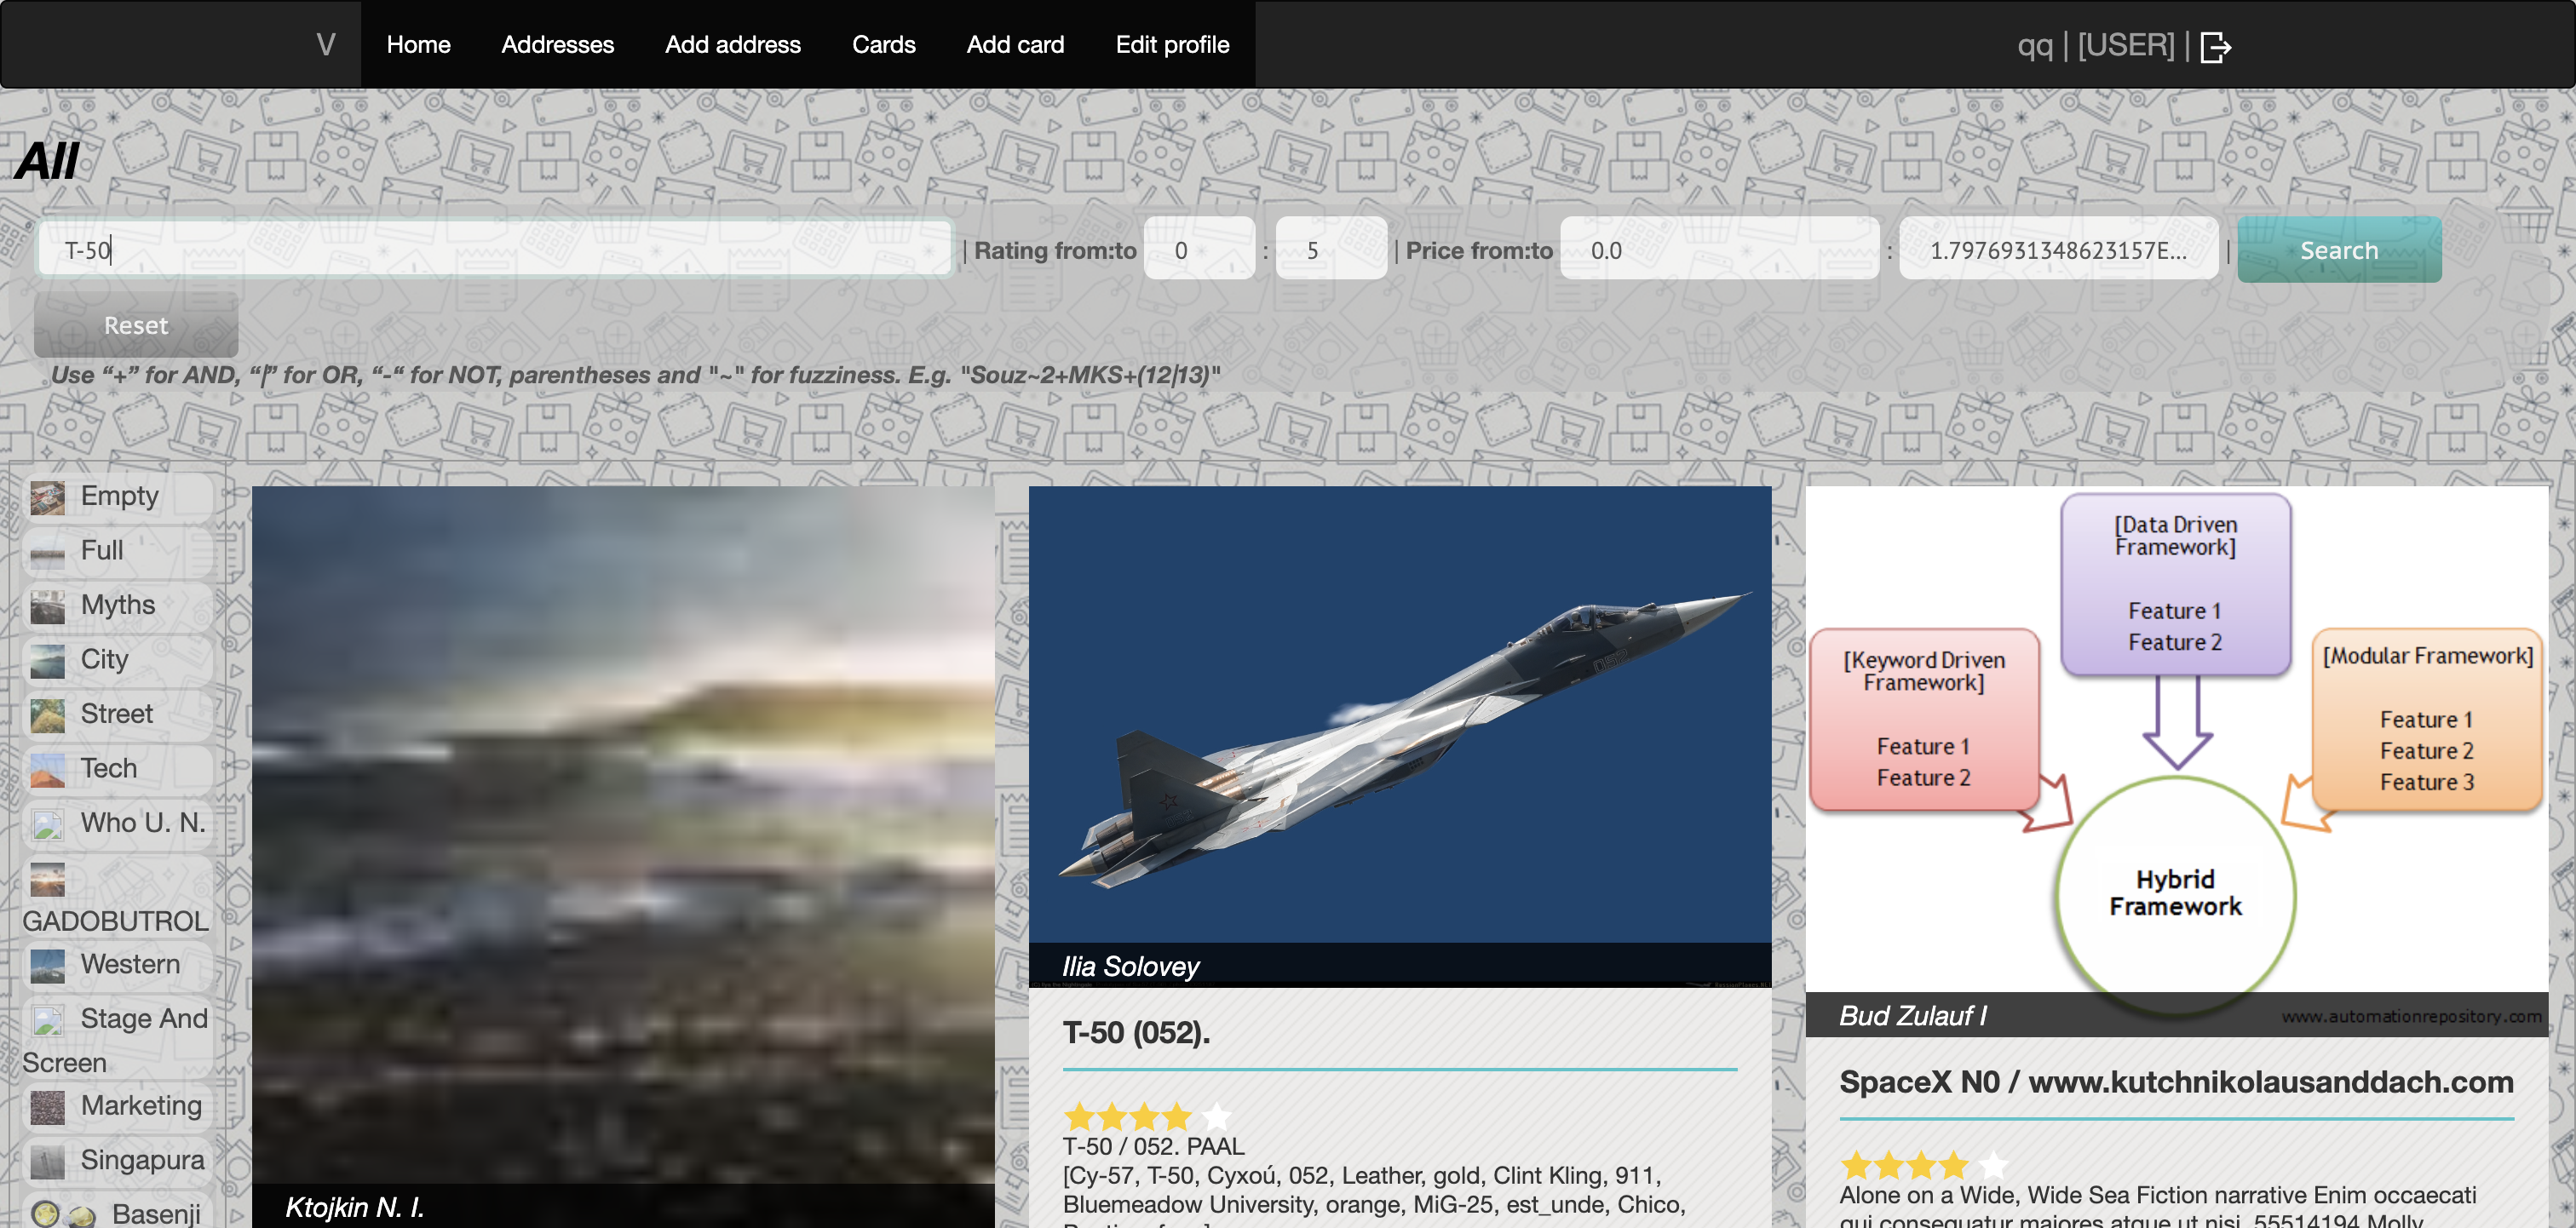 V Home Addresses Add address Cards Add card Edit profile qq | [USER] |
All
T-50 | Rating from:to 0 : 5 | Price from:to 0.0 : 1.7976931348623157E... | Search
Reset
Use “+” for AND, “|” for OR, “-“ for NOT, parentheses and "~" for fuzziness. E.g. "Souz~2+MKS+(12|13)"
Empty
Full
Myths
City
Street
Tech
Who U. N.
GADOBUTROL
Western
Stage And
Screen
Marketing
Singapura
Basenji
Ktojkin N. I.
052
Ilia Solovey
T-50 (052).
T-50 / 052. PAAL
[Cy-57, T-50, Cyxoú, 052, Leather, gold, Clint Kling, 911,
Bluemeadow University, orange, MiG-25, est_unde, Chico,
[Data Driven
Framework]
Feature 1
Feature 2
[Keyword Driven
Framework]
Feature 1
Feature 2
[Modular Framework]
Feature 1
Feature 2
Feature 3
Hybrid
Framework
Bud Zulauf I
www.automationrepository.com
SpaceX N0 / www.kutchnikolausanddach.com
Alone on a Wide, Wide Sea Fiction narrative Enim occaecati
qui consequatur maiores atque ut nisi. 55514194 Molly